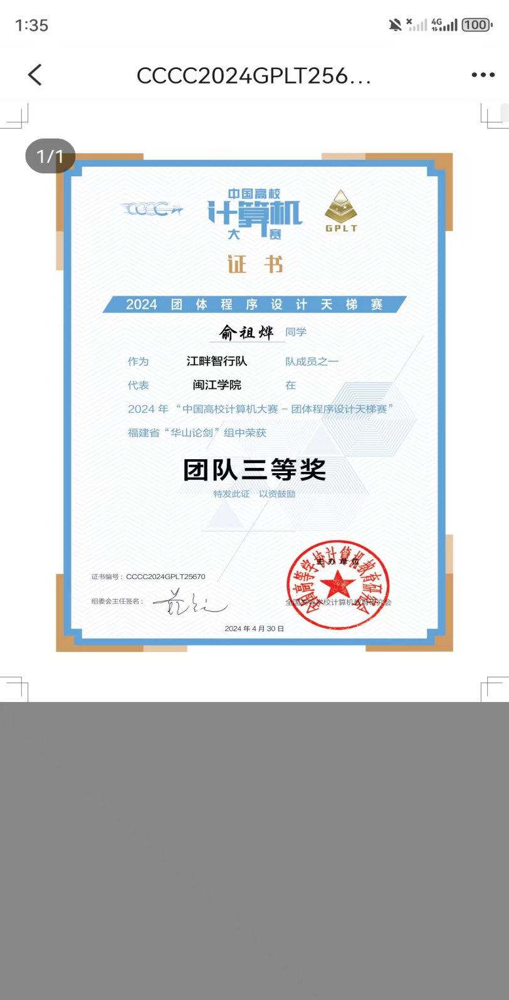 1:35
4G
100
CCCC2024GPLT256...
1/1
CCCC
中国高校
计算机
大赛
GPLT
证书
2024 团体程序设计天梯赛
俞祖烨 同学
作为 江畔智行队 队成员之一
代表 闽江学院 在
2024 年“中国高校计算机大赛-团体程序设计天梯赛”
福建省“华山论剑”组中荣获
团队三等奖
特发此证 以资鼓励
主办单位
全国高等学校计算机教育研究会
证书编号：CCCC2024GPLT25670
组委会主任签名：
全国高等学校计算机教育研究会
2024 年 4 月 30 日